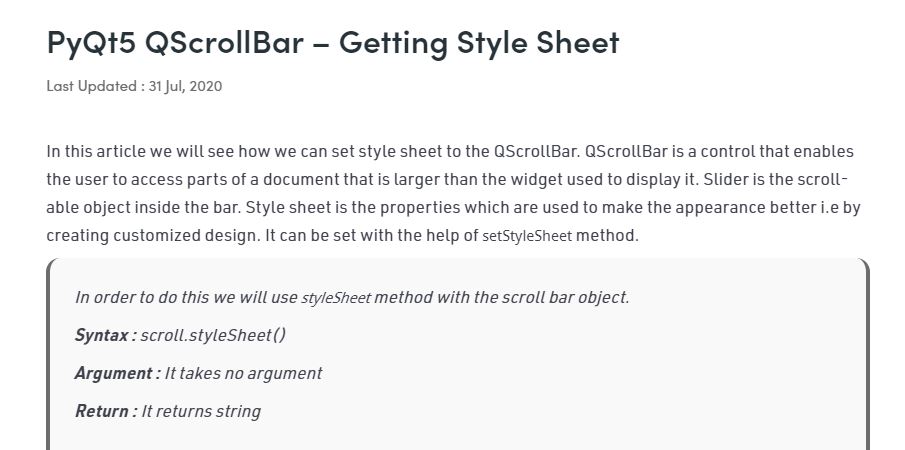 PyQt5 QScrollBar – Getting Style Sheet
Last Updated : 31 Jul, 2020
In this article we will see how we can set style sheet to the QScrollBar. QScrollBar is a control that enables
the user to access parts of a document that is larger than the widget used to display it. Slider is the scroll-
able object inside the bar. Style sheet is the properties which are used to make the appearance better i.e by
creating customized design. It can be set with the help of setStyleSheet method.
In order to do this we will use styleSheet method with the scroll bar object.
Syntax : scroll.styleSheet()
Argument : It takes no argument
Return : It returns string